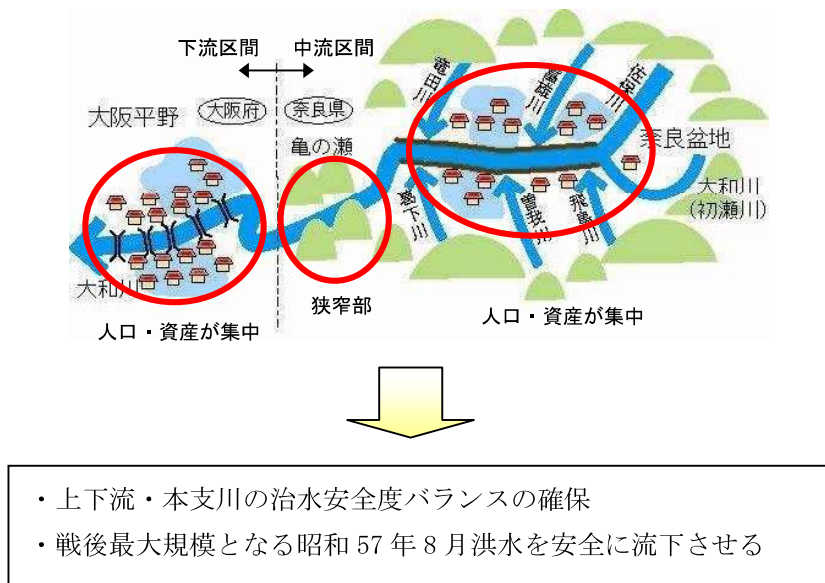 下流区間 中流区間
大阪平野 大阪府 奈良県
亀の瀬
竜田川
富雄川
佐保川
奈良盆地
大和川
(初瀬川)
葛下川
曽我川
飛鳥川
大和川
狭窄部
人口・資産が集中
人口・資産が集中
・上下流・本支川の治水安全度バランスの確保
・戦後最大規模となる昭和 57 年 8 月洪水を安全に流下させる